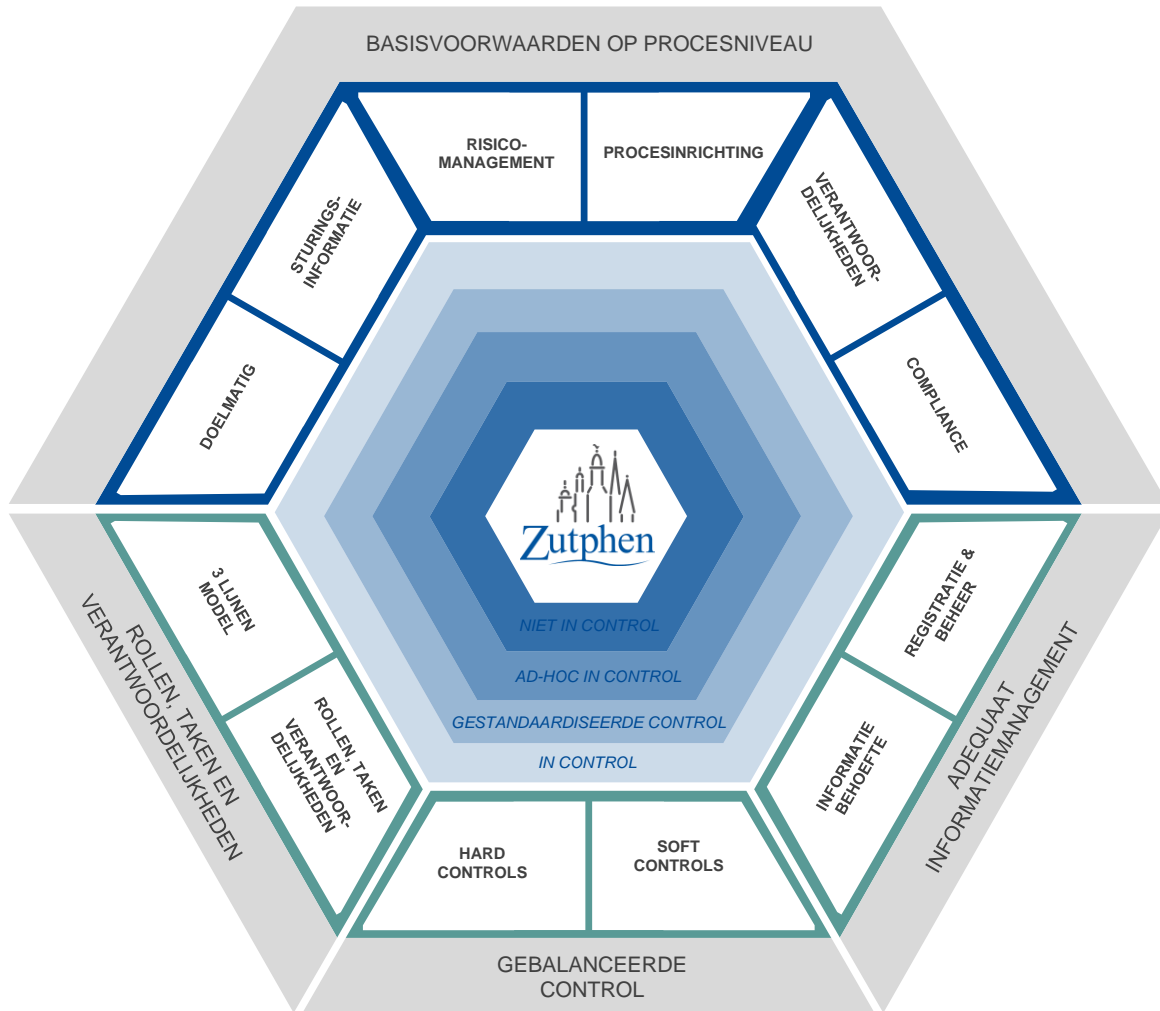 BASISVOORWAARDEN OP PROCESNIVEAU
RISICO-
MANAGEMENT
PROCESINRICHTING
STURINGS-
INFORMATIE
VERANTWOOR-
DELIJKHEDEN
DOELMATIG
COMPLIANCE
Zutphen
NIET IN CONTROL
AD-HOC IN CONTROL
GESTANDAARDISEERDE CONTROL
IN CONTROL
3 LIJNEN
MODEL
REGISTRATIE &
BEHEER
ROLLEN, TAKEN EN
VERANTWOORDELIJKHEDEN
ROLLEN, TAKEN
EN
VERANTWOOR-
DELIJKHEDEN
INFORMATIE
BEHOEFTE
ADEQUAAT
INFORMATIEMANAGEMENT
HARD
CONTROLS
SOFT
CONTROLS
GEBALANCEERDE
CONTROL